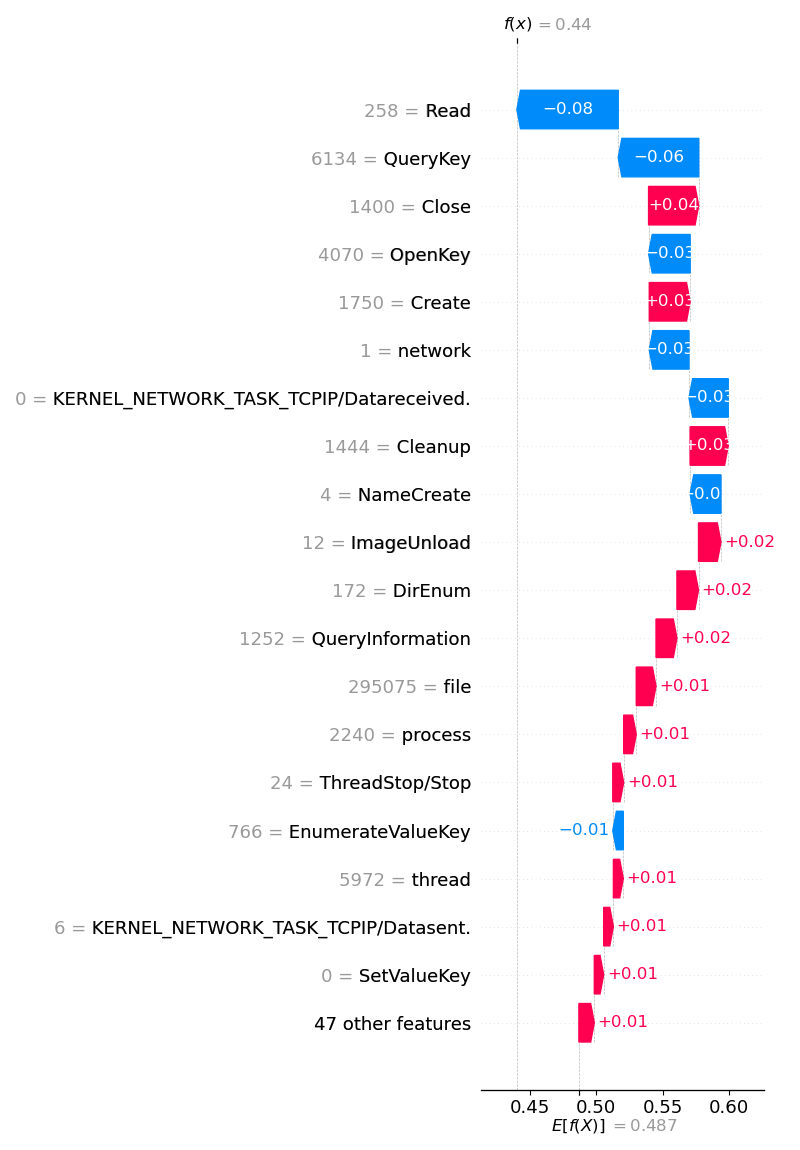 f(x) = 0.44
258 = Read −0.08
6134 = QueryKey −0.06
1400 = Close +0.04
4070 = OpenKey −0.03
1750 = Create +0.03
1 = network −0.03
0 = KERNEL_NETWORK_TASK_TCPIP/Datareceived. −0.03
1444 = Cleanup +0.03
4 = NameCreate −0.0
12 = ImageUnload +0.02
172 = DirEnum +0.02
1252 = QueryInformation +0.02
295075 = file +0.01
2240 = process +0.01
24 = ThreadStop/Stop +0.01
766 = EnumerateValueKey −0.01
5972 = thread +0.01
6 = KERNEL_NETWORK_TASK_TCPIP/Datasent. +0.01
0 = SetValueKey +0.01
47 other features +0.01
0.45 0.50 0.55 0.60
E[f(X)] = 0.487